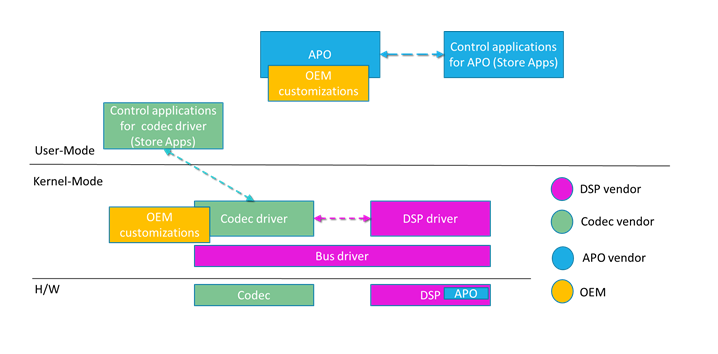 APO
OEM
customizations
Control applications
for APO (Store Apps)
Control applications
for codec driver
(Store Apps)
User-Mode
Kernel-Mode
OEM
customizations
Codec driver
DSP driver
Bus driver
H/W
Codec
DSP
APO
DSP vendor
Codec vendor
APO vendor
OEM